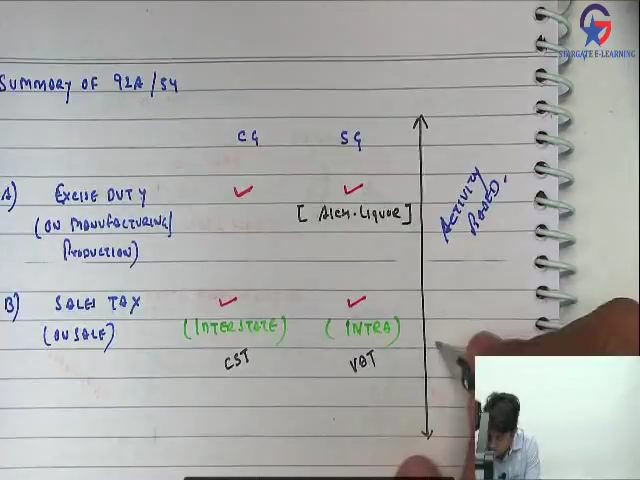 STARGATE E-LEARNING
SUMMARY OF 92A/54
CG SG
A) EXCISE DUTY
(ON MANUFACTURING/
PRODUCTION)
[Alch. Liquor]
B) SALES TAX
(ON SALE)
(INTERSTATE) (INTRA)
CST VAT
ACTIVITY
BASED.